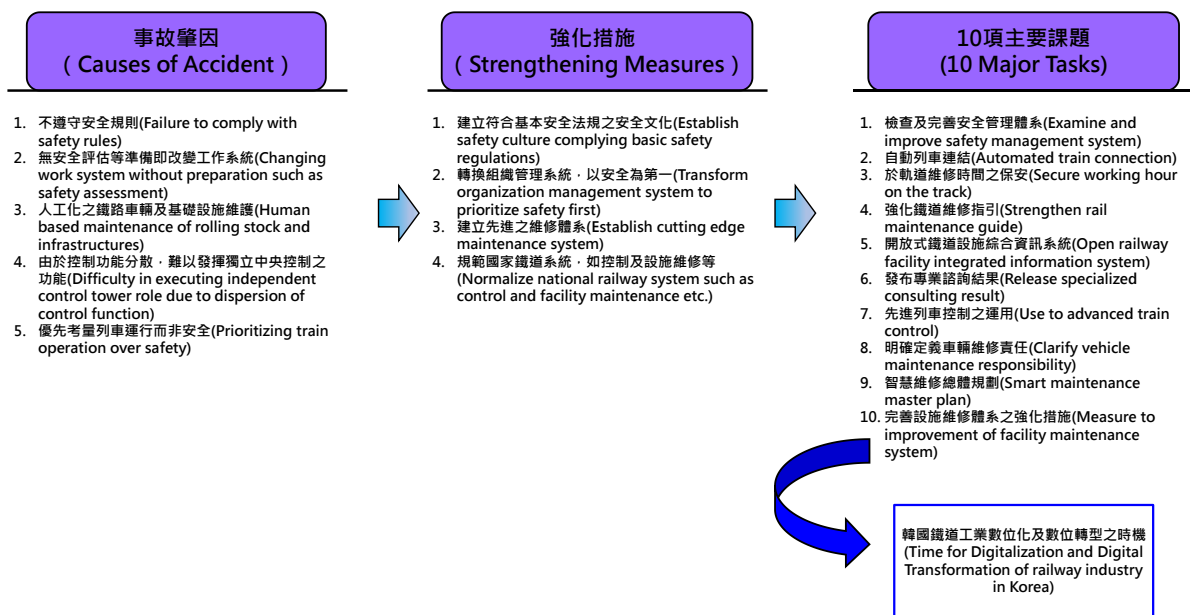 事故肇因
( Causes of Accident )
1. 不遵守安全規則(Failure to comply with
safety rules)
2. 無安全評估等準備即改變工作系統(Changing
work system without preparation such as
safety assessment)
3. 人工化之鐵路車輛及基礎設施維護(Human
based maintenance of rolling stock and
infrastructures)
4. 由於控制功能分散，難以發揮獨立中央控制之
功能(Difficulty in executing independent
control tower role due to dispersion of
control function)
5. 優先考量列車運行而非安全(Prioritizing train
operation over safety)
強化措施
( Strengthening Measures )
1. 建立符合基本安全法規之安全文化(Establish
safety culture complying basic safety
regulations)
2. 轉換組織管理系統，以安全為第一(Transform
organization management system to
prioritize safety first)
3. 建立先進之維修體系(Establish cutting edge
maintenance system)
4. 規範國家鐵道系統，如控制及設施維修等
(Normalize national railway system such as
control and facility maintenance etc.)
10項主要課題
(10 Major Tasks)
1. 檢查及完善安全管理體系(Examine and
improve safety management system)
2. 自動列車連結(Automated train connection)
3. 於軌道維修時間之保安(Secure working hour
on the track)
4. 強化鐵道維修指引(Strengthen rail
maintenance guide)
5. 開放式鐵道設施綜合資訊系統(Open railway
facility integrated information system)
6. 發布專業諮詢結果(Release specialized
consulting result)
7. 先進列車控制之運用(Use to advanced train
control)
8. 明確定義車輛維修責任(Clarify vehicle
maintenance responsibility)
9. 智慧維修總體規劃(Smart maintenance
master plan)
10. 完善設施維修體系之強化措施(Measure to
improvement of facility maintenance
system)
韓國鐵道工業數位化及數位轉型之時機
(Time for Digitalization and Digital
Transformation of railway industry
in Korea)